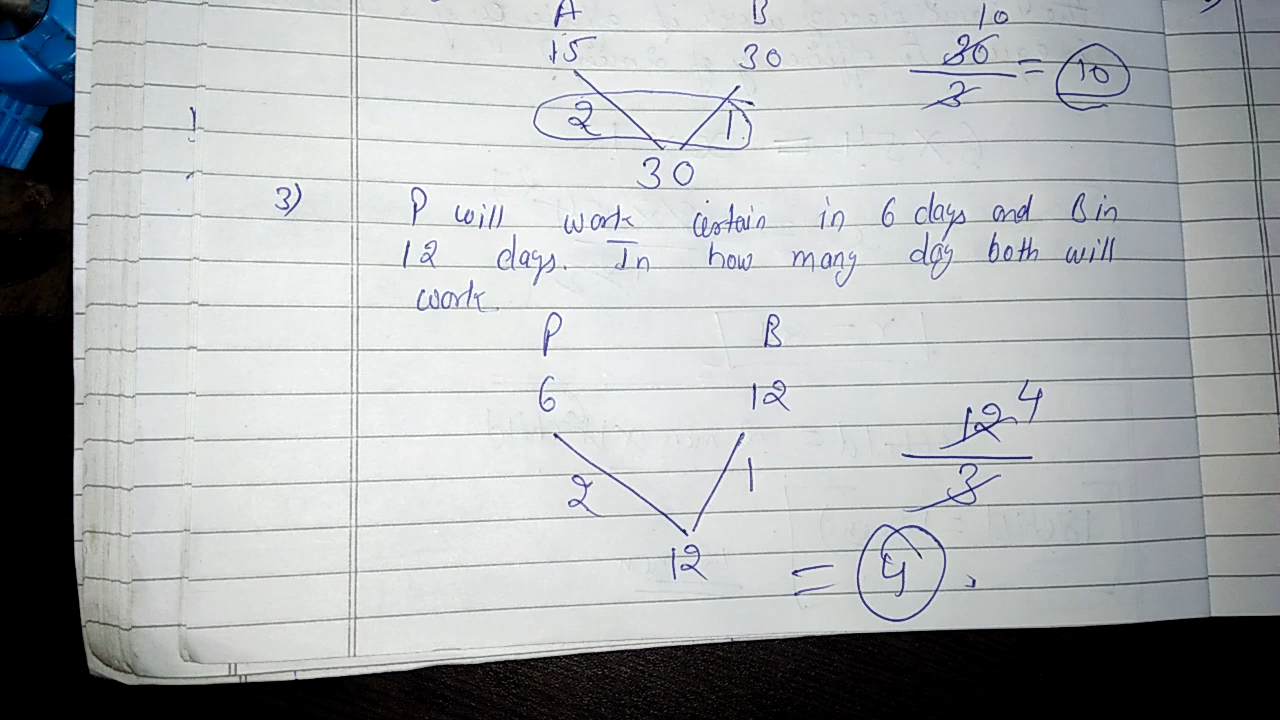 A B 10
15 30 30 = 10
2 1 3
30
3) P will work certain in 6 days and B in
12 days. In how many day both will
work
P B
6 12 12 4
2 1 3
12 = 4